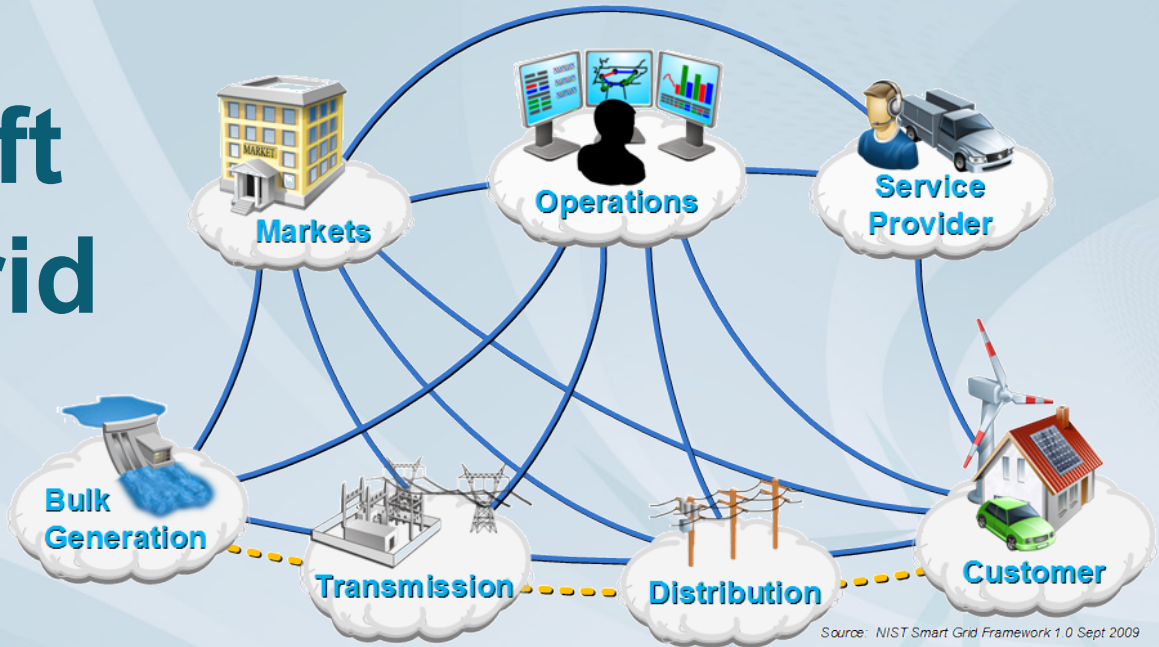 ft
rid
MARKET
Markets
Operations
Service
Provider
Bulk
Generation
Transmission
Distribution
Customer
Source: NIST Smart Grid Framework 1.0 Sept 2009